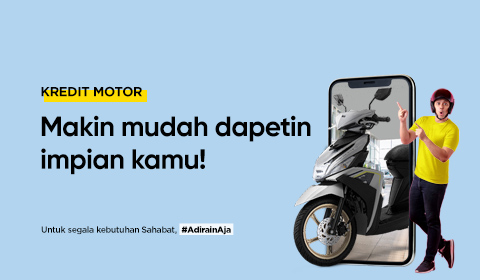 KREDIT MOTOR
Makin mudah dapetin
impian kamu!
Untuk segala kebutuhan Sahabat, #AdirainAja